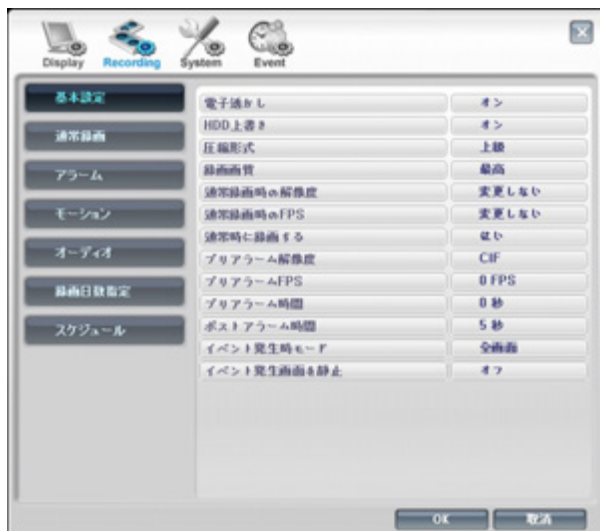 Display Recording System Event
基本設定
通常録画
アラーム
モーション
オーディオ
録画日数指定
スケジュール
電子透かし オン
HDD上書き オン
圧縮形式 上級
録画画質 最高
通常録画時の解像度 変更しない
通常録画時のFPS 変更しない
通常時に録画する はい
プリアラーム解像度 CIF
プリアラームFPS 0 FPS
プリアラーム時間 0 秒
ポストアラーム時間 5 秒
イベント発生時モード 全画面
イベント発生画面を静止 オフ
OK 取消